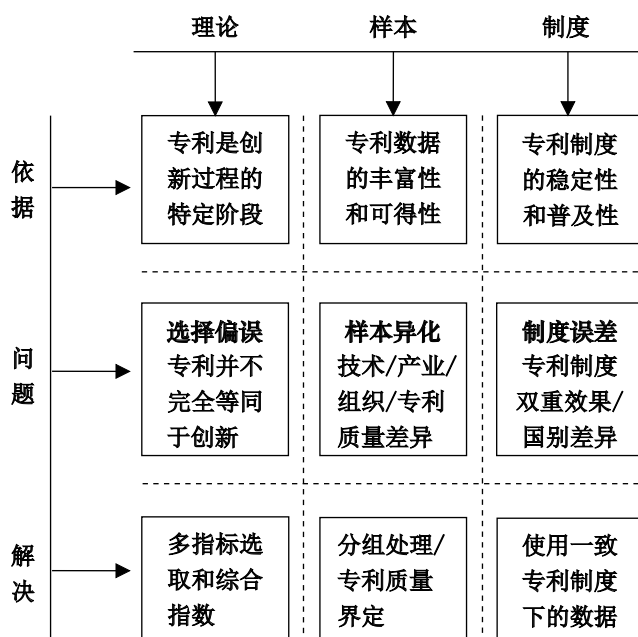 理论 样本 制度
依据
专利是创
新过程的
特定阶段
专利数据
的丰富性
和可得性
专利制度
的稳定性
和普及性
问题
选择偏误
专利并不
完全等同
于创新
样本异化
技术/产业/
组织/专利
质量差异
制度误差
专利制度
双重效果/
国别差异
解决
多指标选
取和综合
指数
分组处理/
专利质量
界定
使用一致
专利制度
下的数据